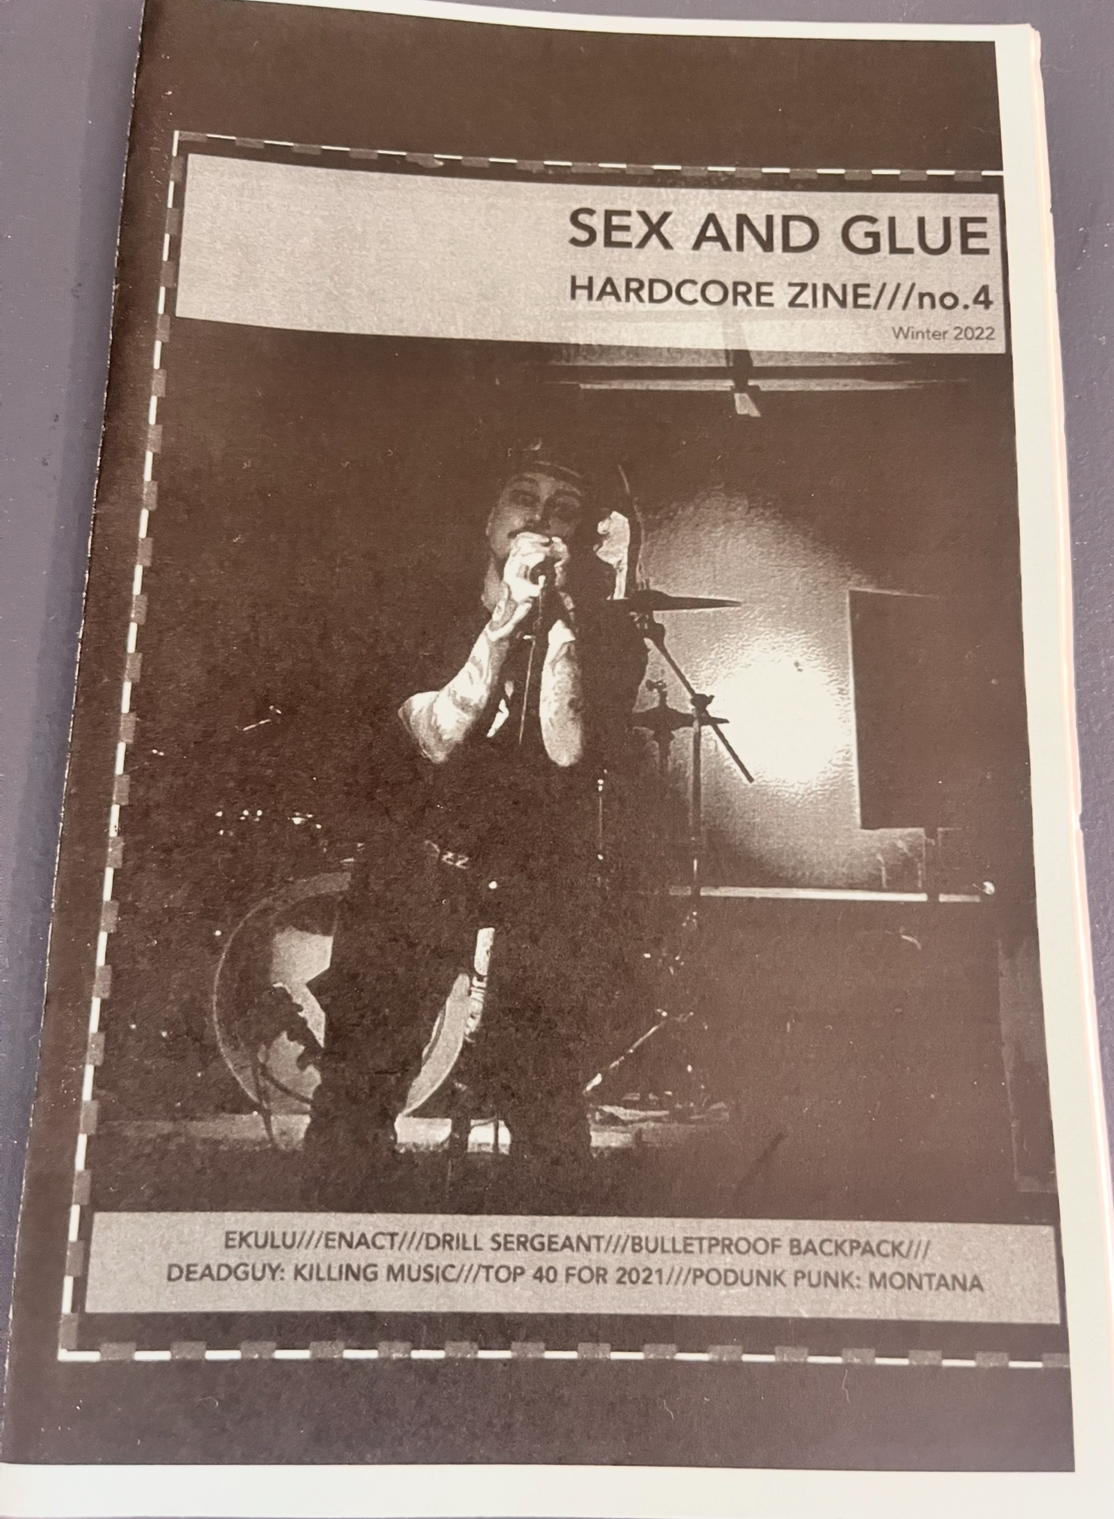 SEX AND GLUE
HARDCORE ZINE///no.4
Winter 2022
EKULU///ENACT///DRILL SERGEANT///BULLETPROOF BACKPACK///
DEADGUY: KILLING MUSIC///TOP 40 FOR 2021///PODUNK PUNK: MONTANA